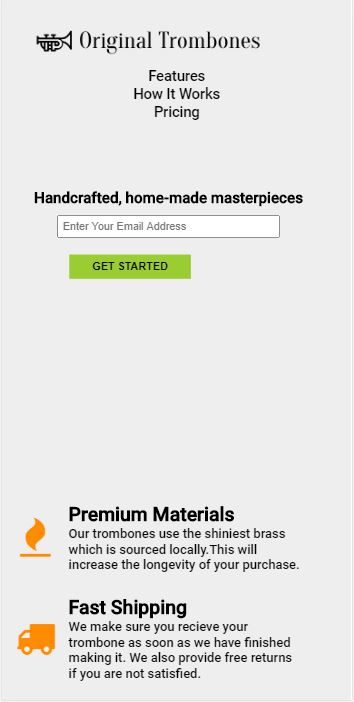 Original Trombones
Features
How It Works
Pricing
Handcrafted, home-made masterpieces
Enter Your Email Address
GET STARTED
Premium Materials
Our trombones use the shiniest brass
which is sourced locally.This will
increase the longevity of your purchase.
Fast Shipping
We make sure you recieve your
trombone as soon as we have finished
making it. We also provide free returns
if you are not satisfied.